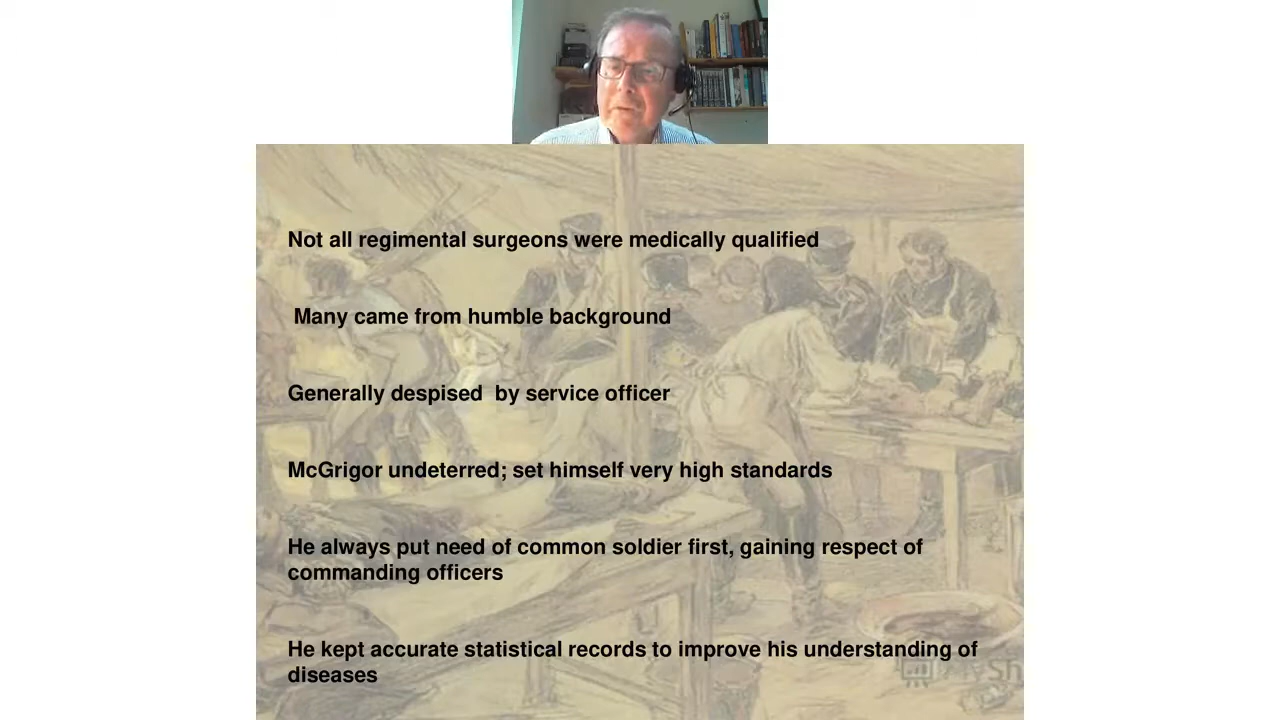 Not all regimental surgeons were medically qualified
Many came from humble background
Generally despised by service officer
McGrigor undeterred; set himself very high standards
He always put need of common soldier first, gaining respect of
commanding officers
He kept accurate statistical records to improve his understanding of
diseases